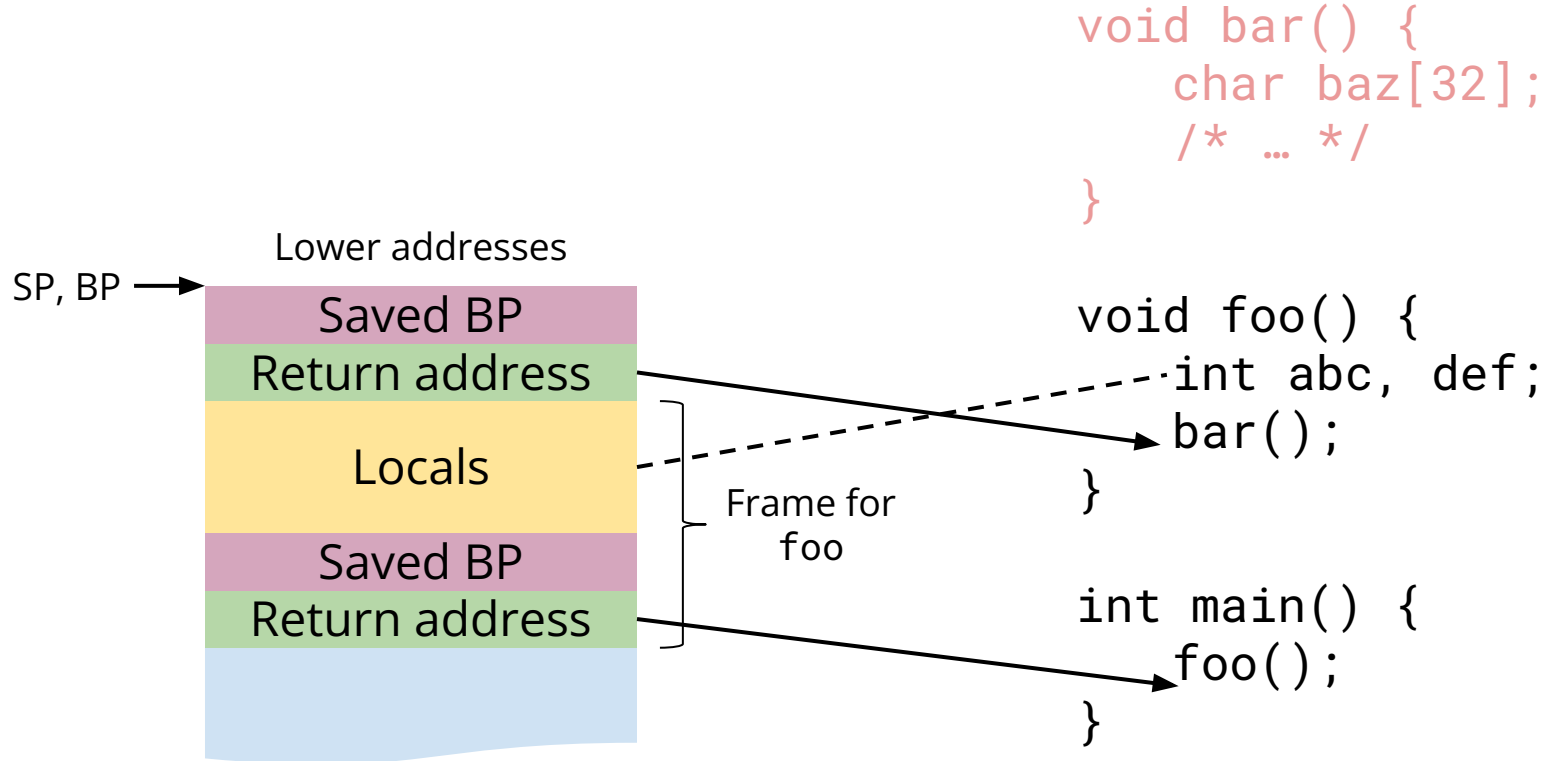 Lower addresses
SP, BP
Saved BP
Return address
Locals
Saved BP
Return address
Frame for
foo
void bar() {
char baz[32];
/* … */
}
void foo() {
int abc, def;
bar();
}
int main() {
foo();
}